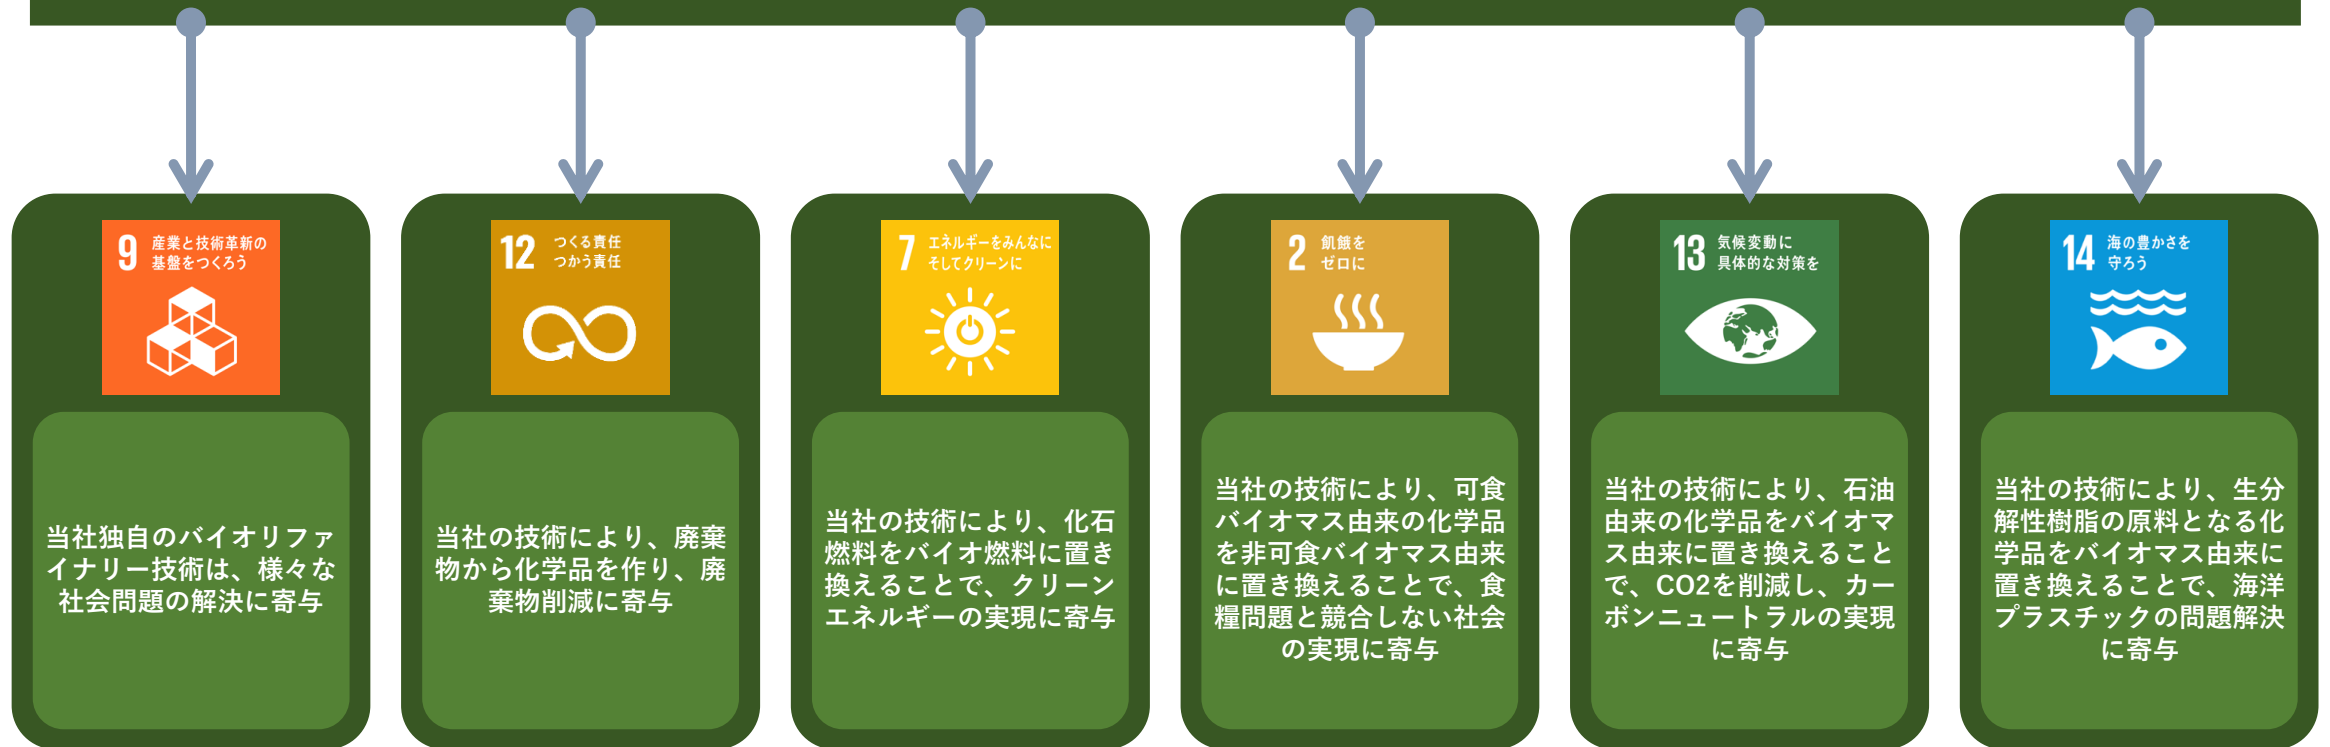 9
産業と技術革新の
基盤をつくろう
当社独自のバイオリファ
イナリー技術は、様々な
社会問題の解決に寄与
12
つくる責任
つかう責任
当社の技術により、廃棄
物から化学品を作り、廃
棄物削減に寄与
7
エネルギーをみんなに
そしてクリーンに
当社の技術により、化石
燃料をバイオ燃料に置き
換えることで、クリーン
エネルギーの実現に寄与
2
飢餓を
ゼロに
当社の技術により、可食
バイオマス由来の化学品
を非可食バイオマス由来
に置き換えることで、食
糧問題と競合しない社会
の実現に寄与
13
気候変動に
具体的な対策を
当社の技術により、石油
由来の化学品をバイオマ
ス由来に置き換えること
で、CO2を削減し、カー
ボンニュートラルの実現
に寄与
14
海の豊かさを
守ろう
当社の技術により、生分
解性樹脂の原料となる化
学品をバイオマス由来に
置き換えることで、海洋
プラスチックの問題解決
に寄与